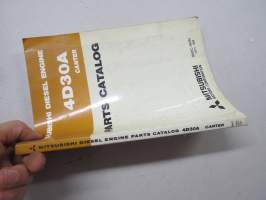 MITSUBISHI DIESEL ENGINE
4D30A
CANTER
PARTS CATALOG
MITSUBISHI
MITSUBISHI DIESEL ENGINE PARTS CATALOG 4D30A CANTER